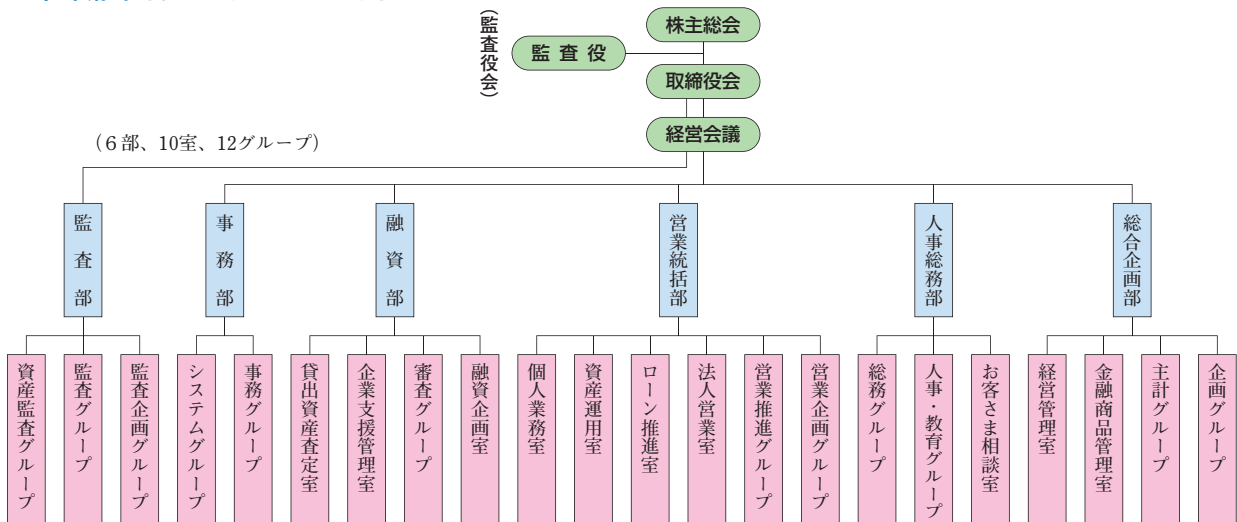 株主総会
監査役
(監査役会)
取締役会
経営会議
(6部、10室、12グループ)
監査部
事務部
融資部
営業統括部
人事総務部
総合企画部
資産監査グループ
監査グループ
監査企画グループ
システムグループ
事務グループ
貸出資産査定室
企業支援管理室
審査グループ
融資企画室
個人業務室
資産運用室
ローン推進室
法人営業室
営業推進グループ
営業企画グループ
総務グループ
人事・教育グループ
お客さま相談室
経営管理室
金融商品管理室
主計グループ
企画グループ